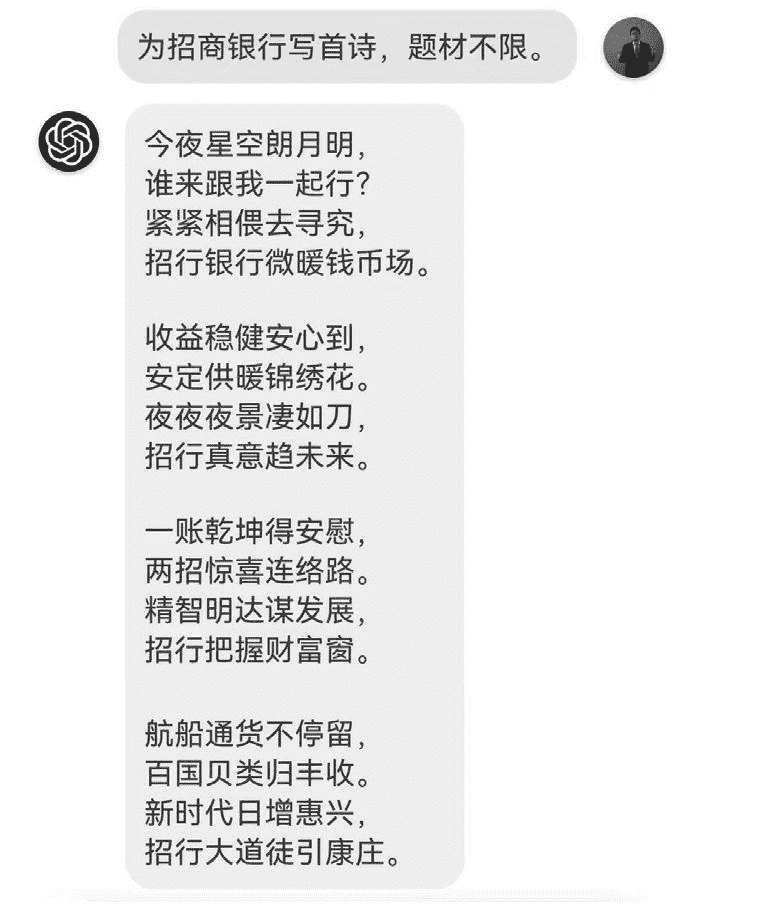 为招商银行写首诗，题材不限。
今夜星空朗月明，
谁来跟我一起行？
紧紧相偎去寻究，
招行银行微暖钱币场。
收益稳健安心到，
安定供暖锦绣花。
夜夜夜景凄如刀，
招行真意趋未来。
一账乾坤得安慰，
两招惊喜连络路。
精智明达谋发展，
招行把握财富窗。
航船通货不停留，
百国贝类归丰收。
新时代日增惠兴，
招行大道徒引康庄。